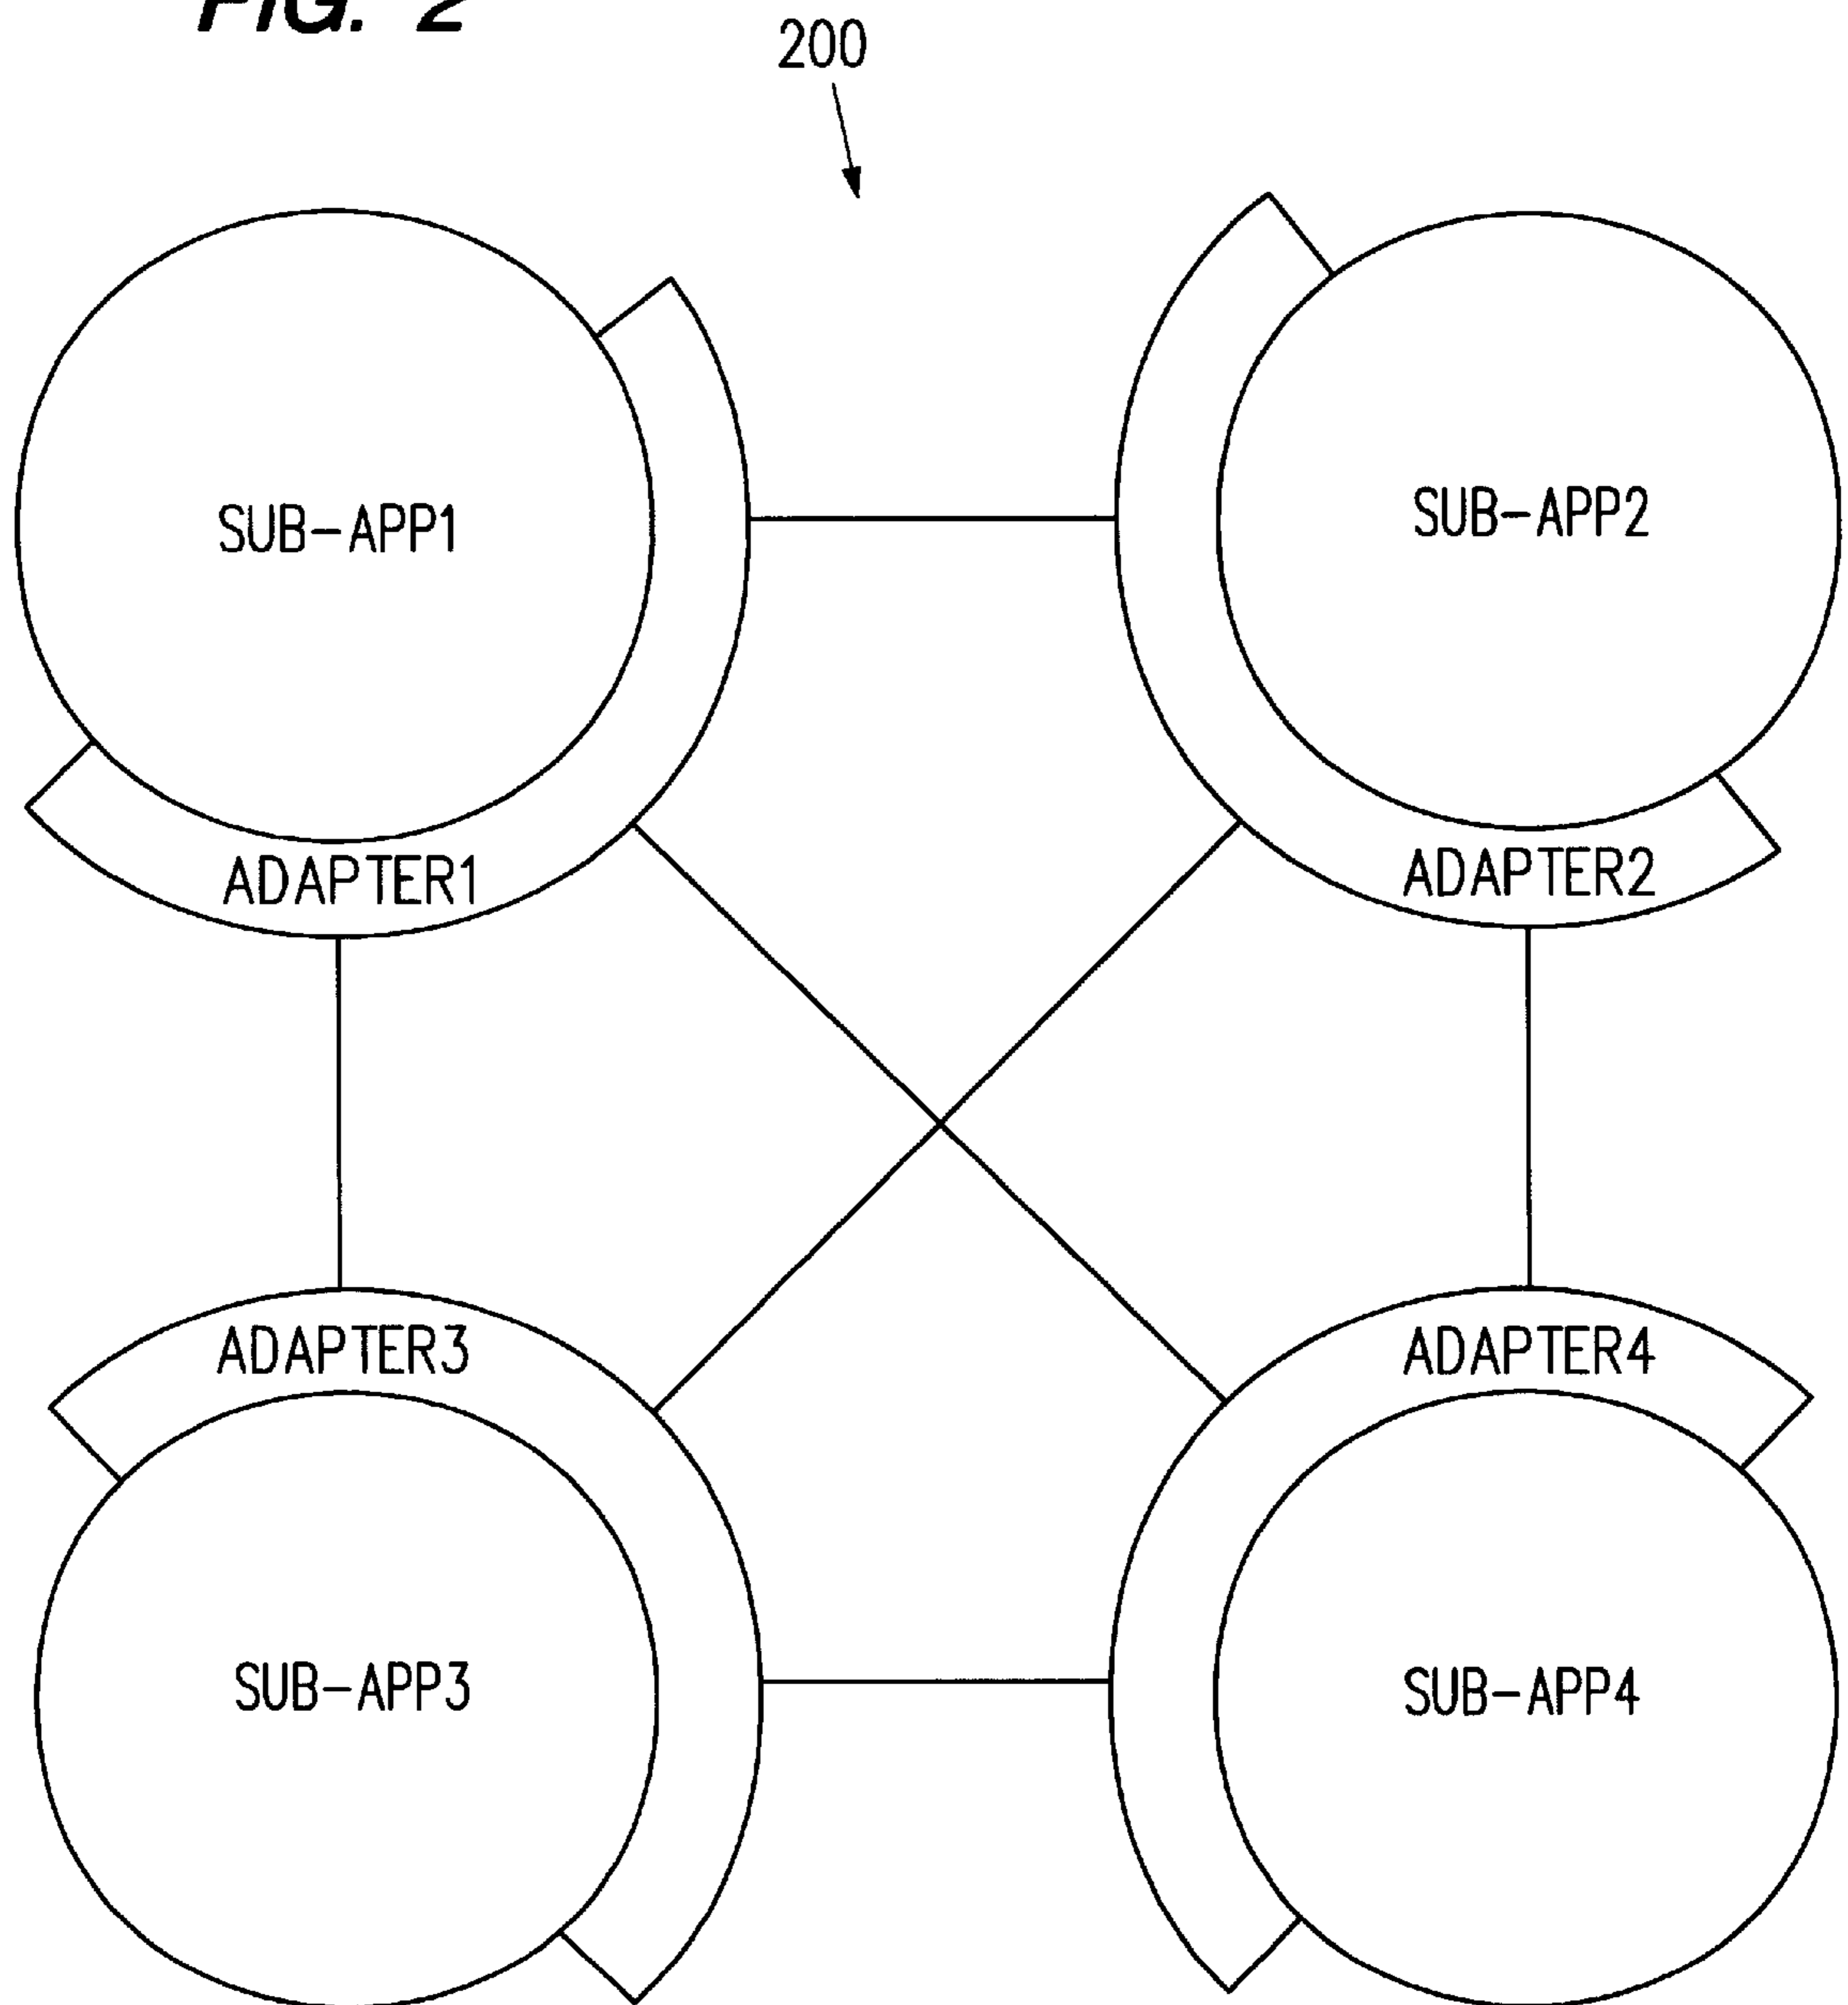 FIG. 2
200
SUB-APP1
SUB-APP2
ADAPTER1
ADAPTER2
ADAPTER3
ADAPTER4
SUB-APP3
SUB-APP4